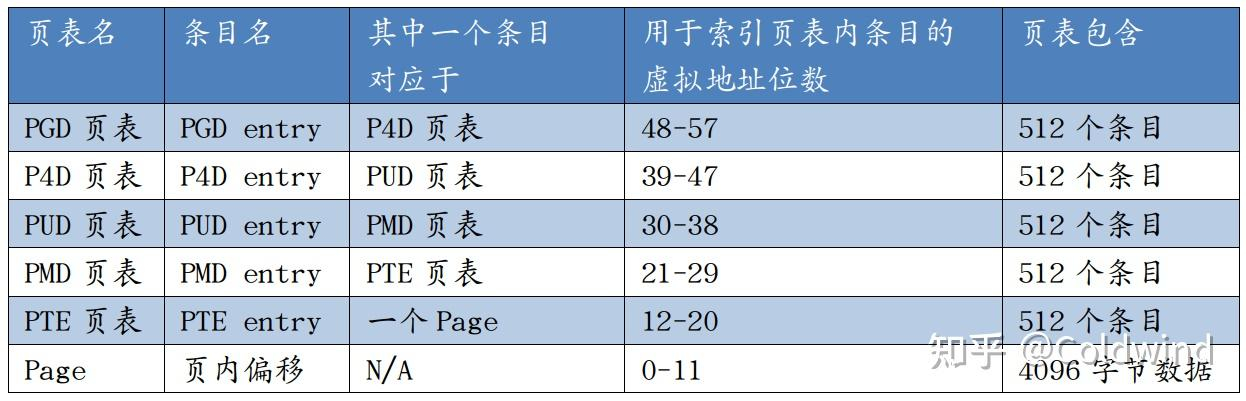 页表名 条目名 其中一个条目 用于索引页表内条目的 页表包含
对应于 虚拟地址位数
PGD 页表 PGD entry P4D 页表 48-57 512 个条目
P4D 页表 P4D entry PUD 页表 39-47 512 个条目
PUD 页表 PUD entry PMD 页表 30-38 512 个条目
PMD 页表 PMD entry PTE 页表 21-29 512 个条目
PTE 页表 PTE entry 一个 Page 12-20 512 个条目
Page 页内偏移 N/A 0-11 4096 字节数据
知乎 @Coldwind